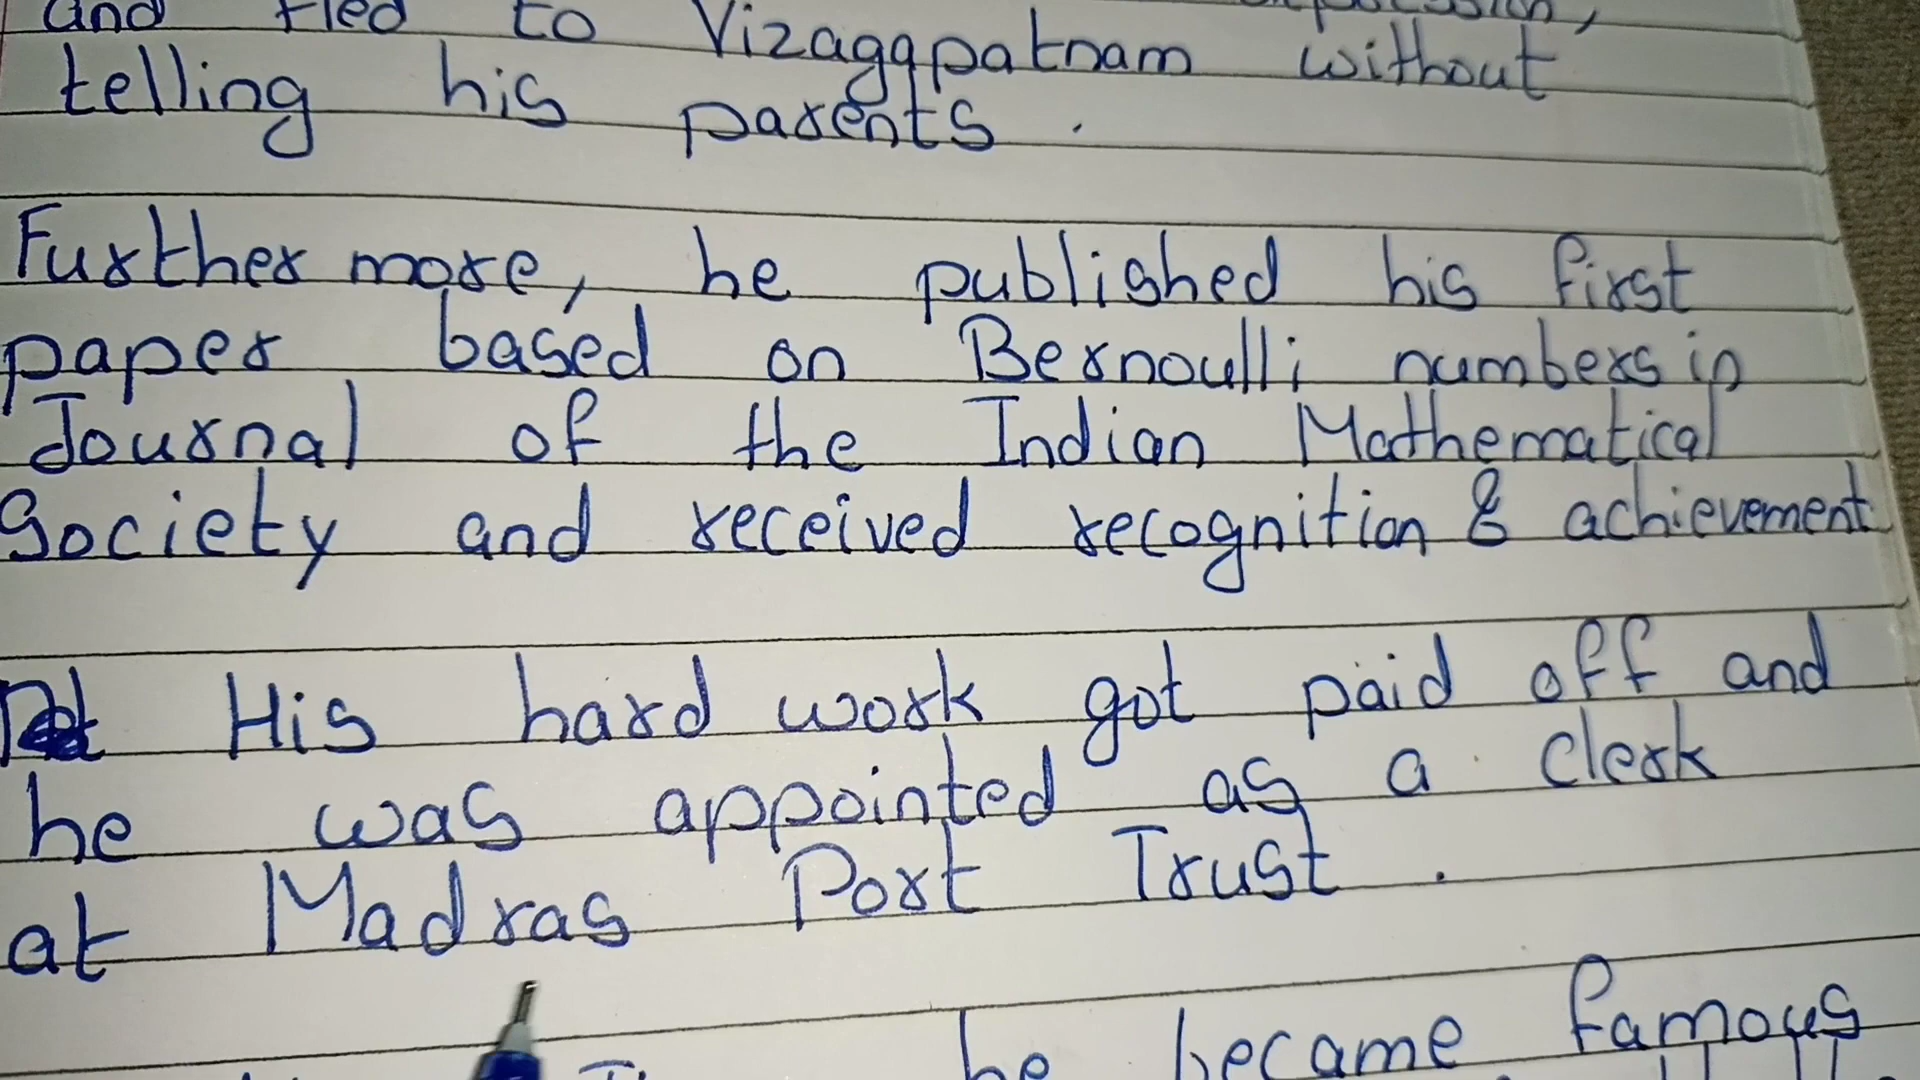 and fled to Vizagapatnam without
telling his parents.
Further more, he published his first
paper based on Bernoulli numbers in
Journal of the Indian Mathematical
Society and received recognition & achievement
His hard work got paid off and
he was appointed as a clerk
at Madras Port Trust.
he became famous